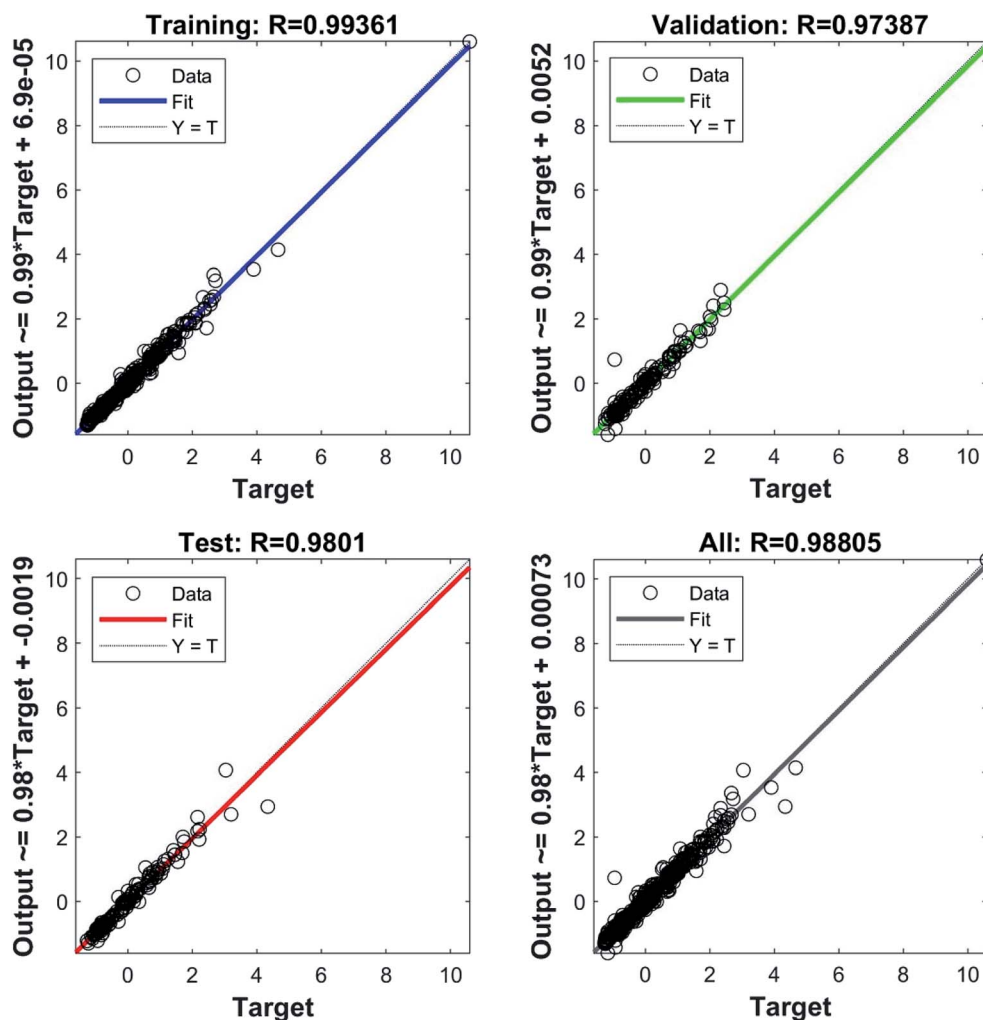 Training: R=0.99361
Output ~= 0.99*Target + 6.9e-05
10
8
6
4
2
0
Data
Fit
Y = T
0 2 4 6 8 10
Target
Validation: R=0.97387
Output ~= 0.99*Target + 0.0052
10
8
6
4
2
0
Data
Fit
Y = T
0 2 4 6 8 10
Target
Test: R=0.9801
Output ~= 0.98*Target + -0.0019
10
8
6
4
2
0
Data
Fit
Y = T
0 2 4 6 8 10
Target
All: R=0.98805
Output ~= 0.98*Target + 0.00073
10
8
6
4
2
0
Data
Fit
Y = T
0 2 4 6 8 10
Target